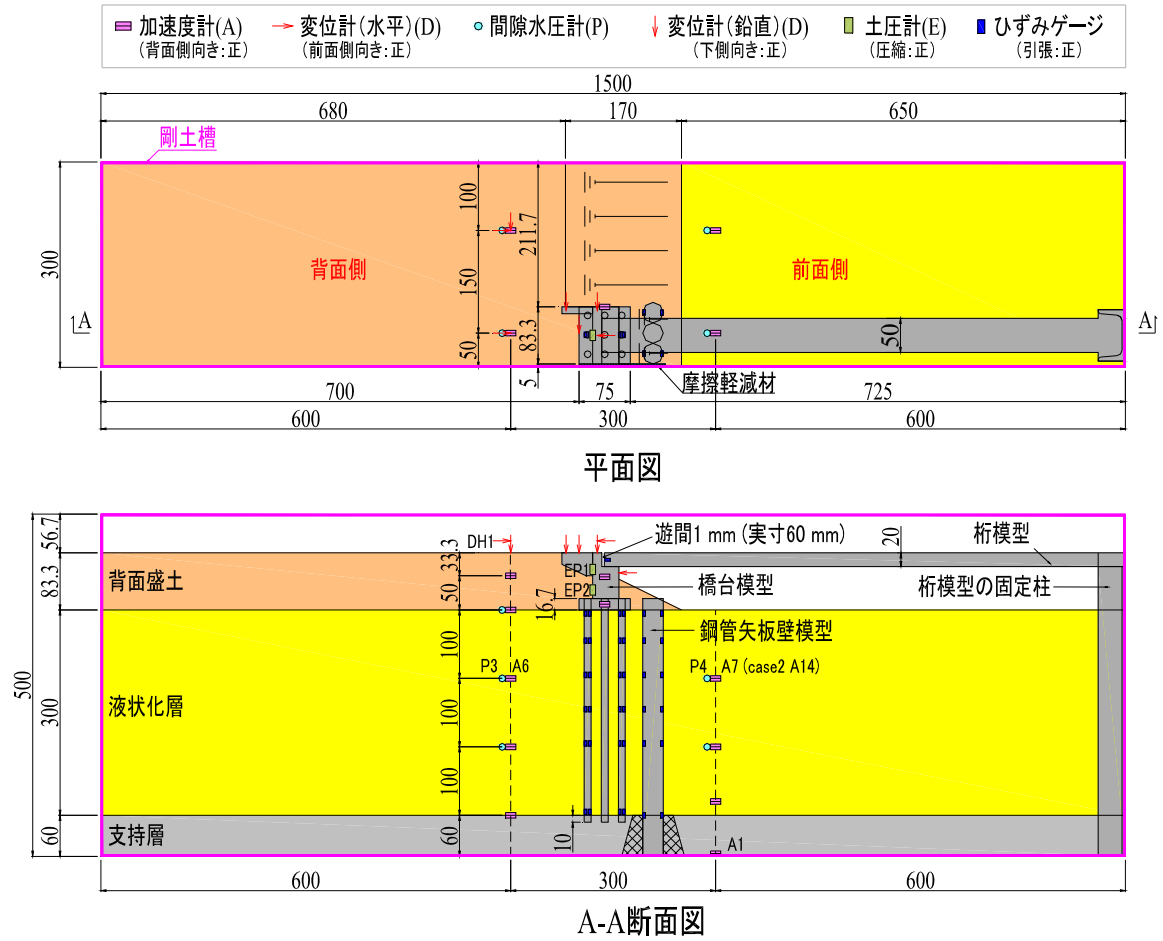 加速度計(A)
(背面側向き:正)
変位計(水平)(D)
(前面側向き:正)
間隙水圧計(P)
変位計(鉛直)(D)
(下側向き:正)
土圧計(E)
(圧縮:正)
ひずみゲージ
(引張:正)
1500
680
170
650
剛土槽
300
100
150
50
211.7
83.3
5
背面側
前面側
A
A
50
摩擦軽減材
700
75
725
600
300
600
平面図
56.7
83.3
500
300
60
DH1
33.3
50
16.7
100
100
100
60
10
遊間1 mm (実寸60 mm)
20
桁模型
背面盛土
EP1
EP2
橋台模型
桁模型の固定柱
鋼管矢板壁模型
P3
A6
P4
A7 (case2 A14)
液状化層
支持層
A1
600
300
600
A-A断面図